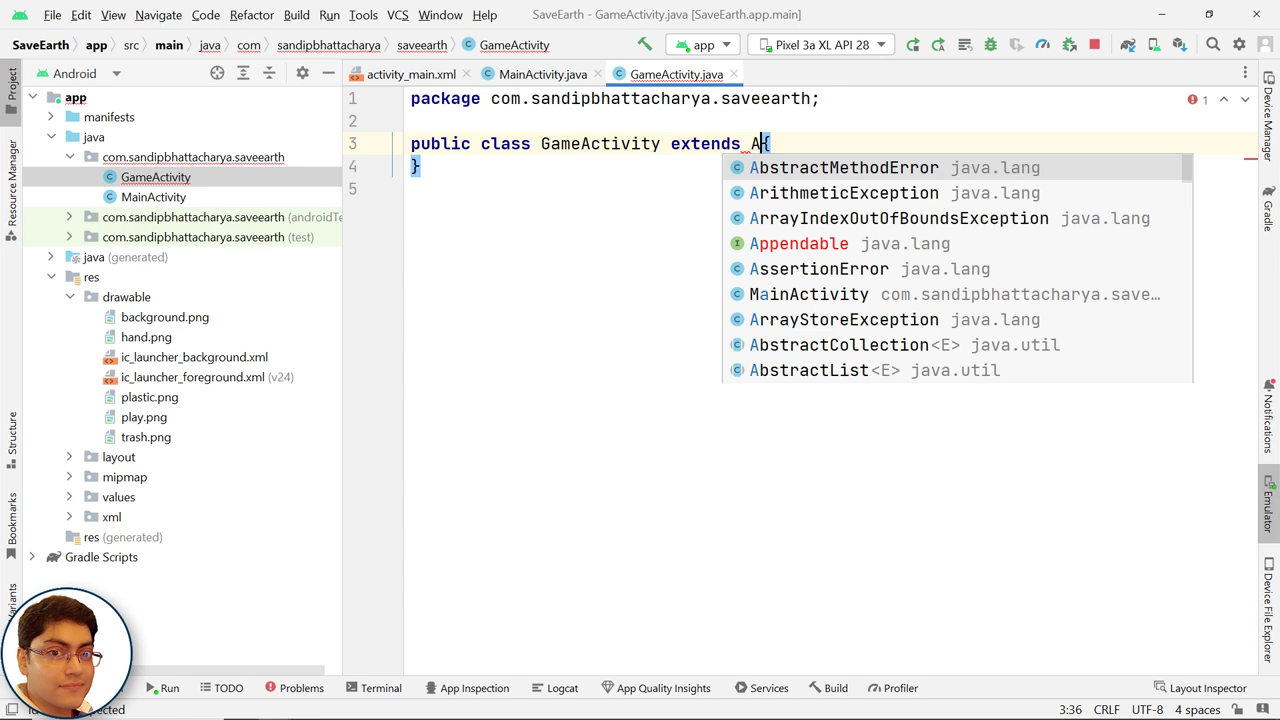 File Edit View Navigate Code Refactor Build Run Tools VCS Window Help SaveEarth - GameActivity.java [SaveEarth.app.main]
SaveEarth app src main java com sandipbhattacharya saveearth GameActivity app Pixel 3a XL API 28
Android activity_main.xml MainActivity.java GameActivity.java
Project
Resource Manager
Structure
Bookmarks
app
manifests
java
com.sandipbhattacharya.saveearth
GameActivity
MainActivity
com.sandipbhattacharya.saveearth (androidTe
com.sandipbhattacharya.saveearth (test)
java (generated)
res
drawable
background.png
hand.png
ic_launcher_background.xml
ic_launcher_foreground.xml (v24)
plastic.png
play.png
trash.png
layout
mipmap
values
xml
res (generated)
Gradle Scripts
1 package com.sandipbhattacharya.saveearth; 1
2
3 public class GameActivity extends A{
4 }
5
AbstractMethodError java.lang
ArithmeticException java.lang
ArrayIndexOutOfBoundsException java.lang
Appendable java.lang
AssertionError java.lang
MainActivity com.sandipbhattacharya.save…
ArrayStoreException java.lang
AbstractCollection<E> java.util
AbstractList<E> java.util
Device Manager
Gradle
Notifications
Emulator
Device File Explorer
Run TODO Problems Terminal App Inspection Logcat App Quality Insights Services Build Profiler Layout Inspector
3:36 CRLF UTF-8 4 spaces